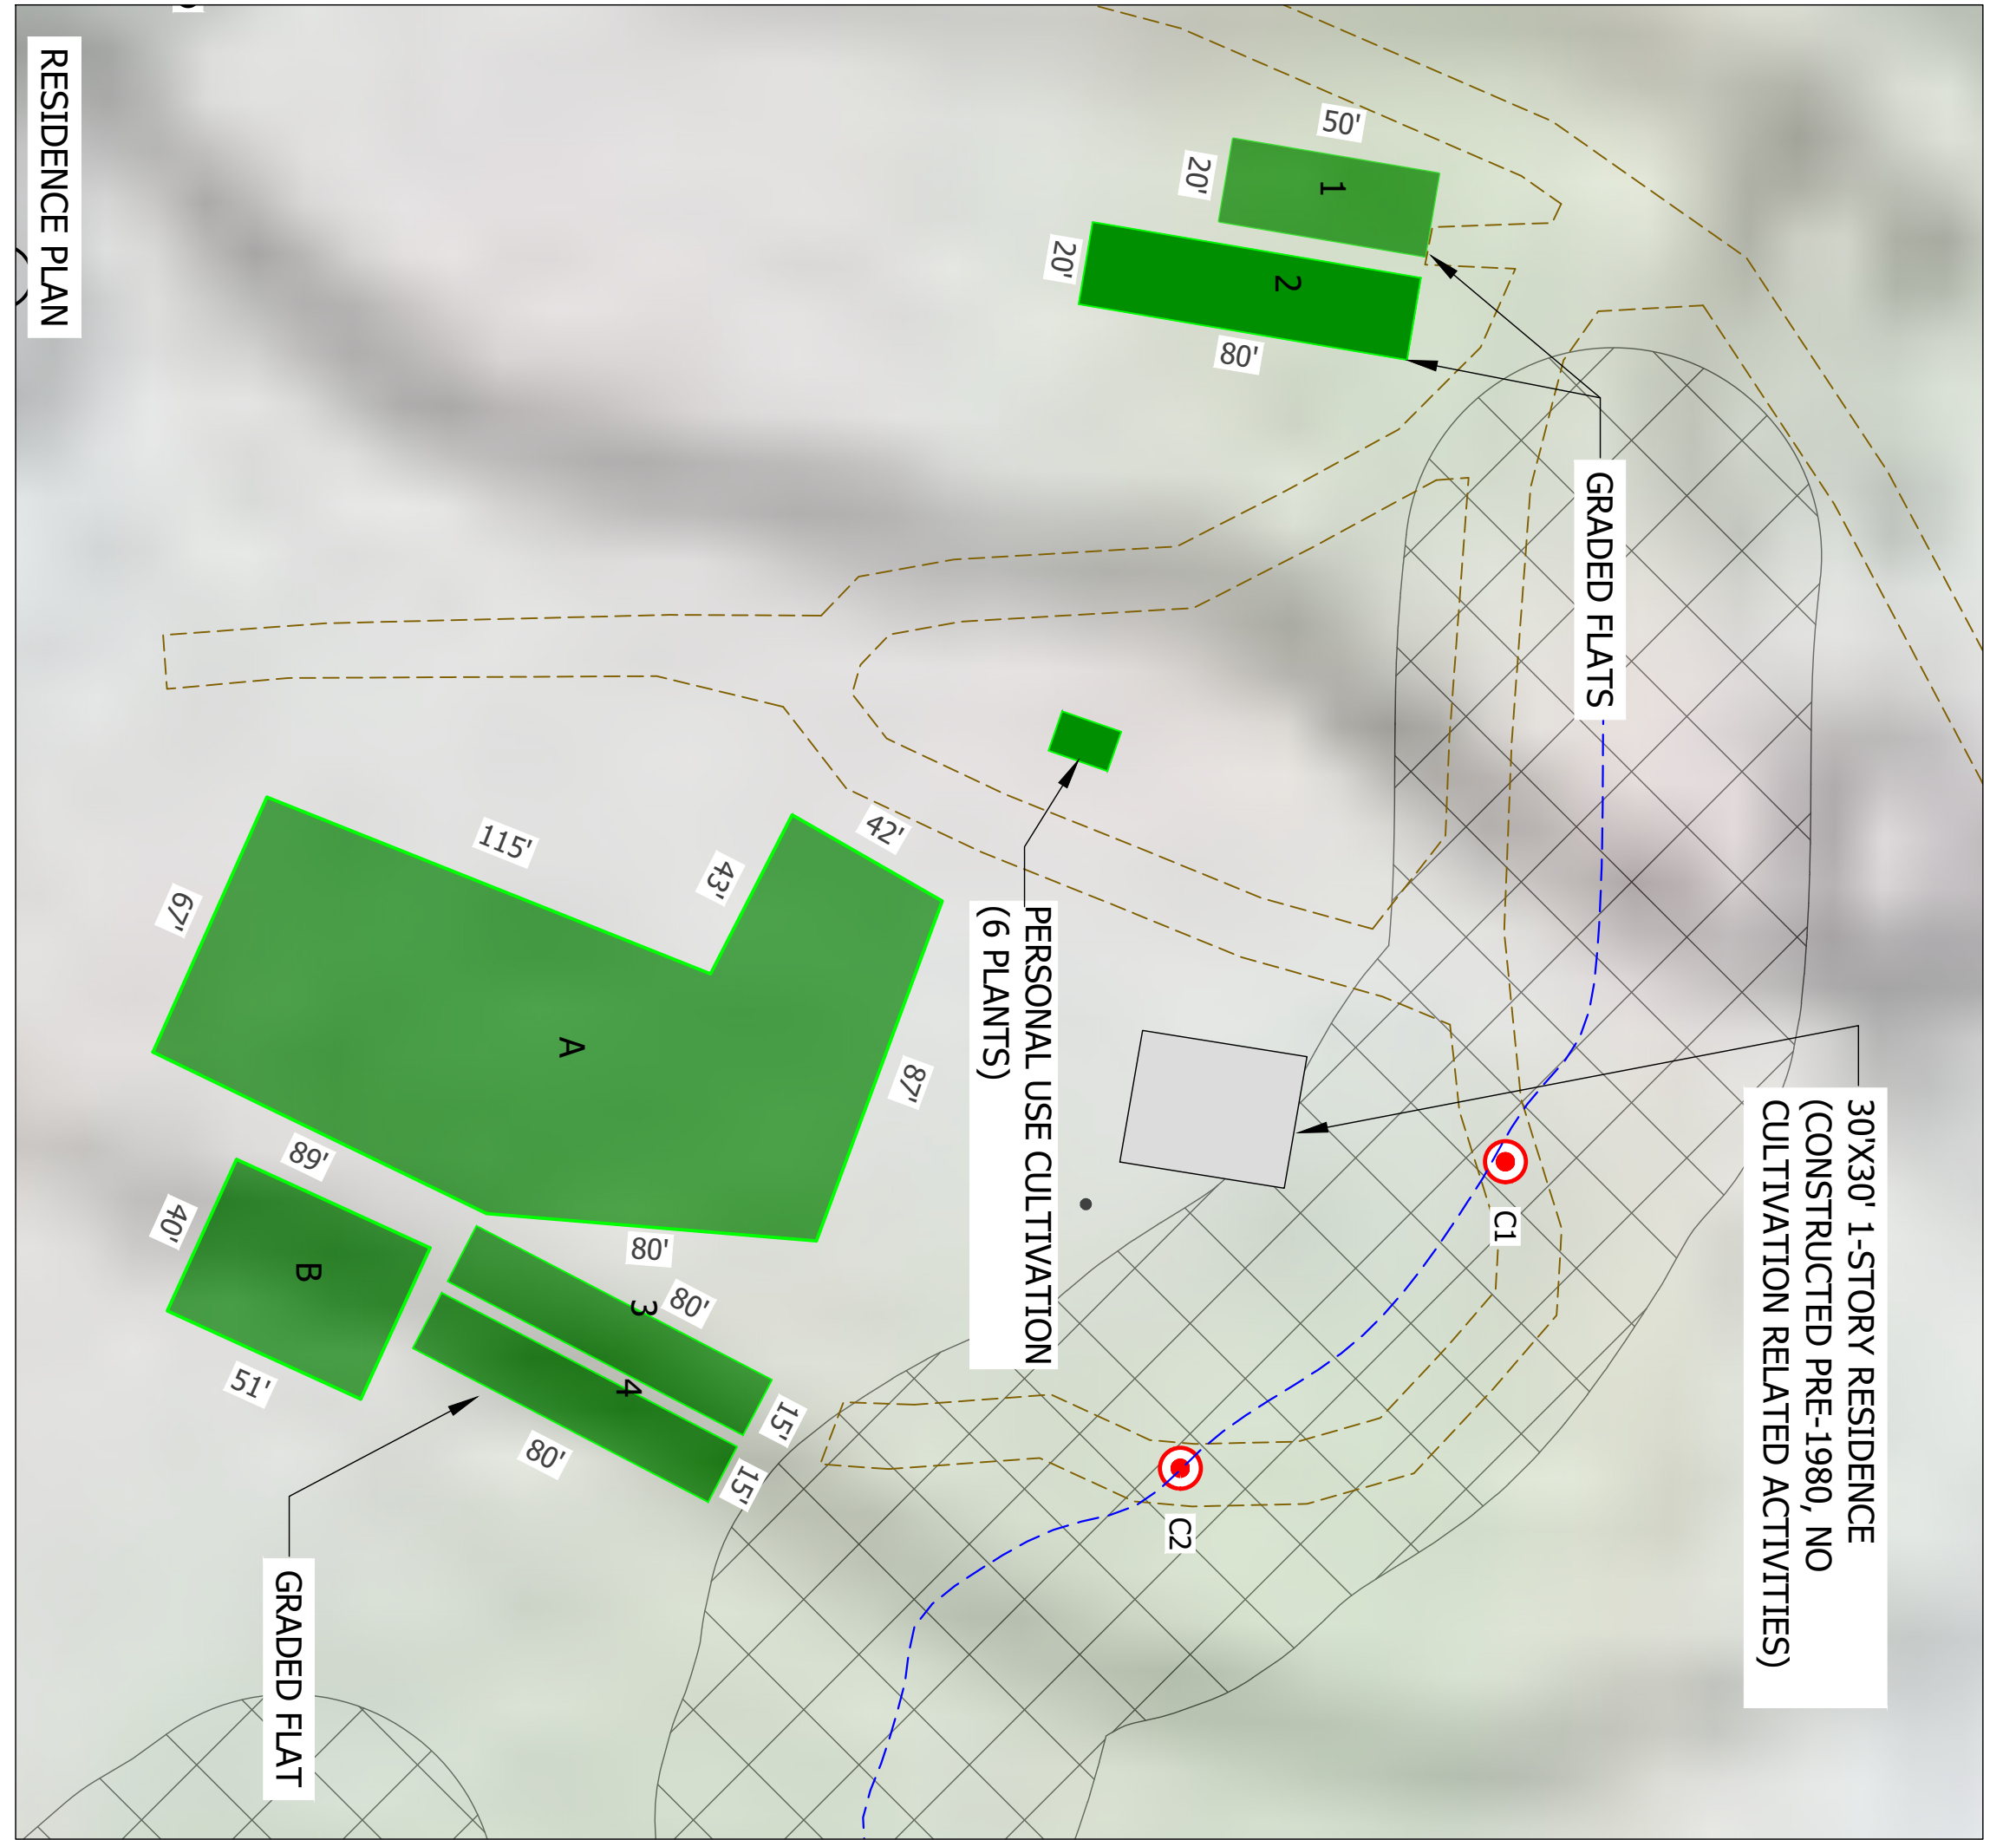 RESIDENCE PLAN
50'
20'
1
20'
2
80'
GRADED FLATS
30'X30' 1-STORY RESIDENCE
(CONSTRUCTED PRE-1980, NO
CULTIVATION RELATED ACTIVITIES)
PERSONAL USE CULTIVATION
(6 PLANTS)
115'
43'
42'
67'
A
87'
89'
80'
40'
B
51'
3
80'
15'
4
80'
15'
C1
C2
GRADED FLAT